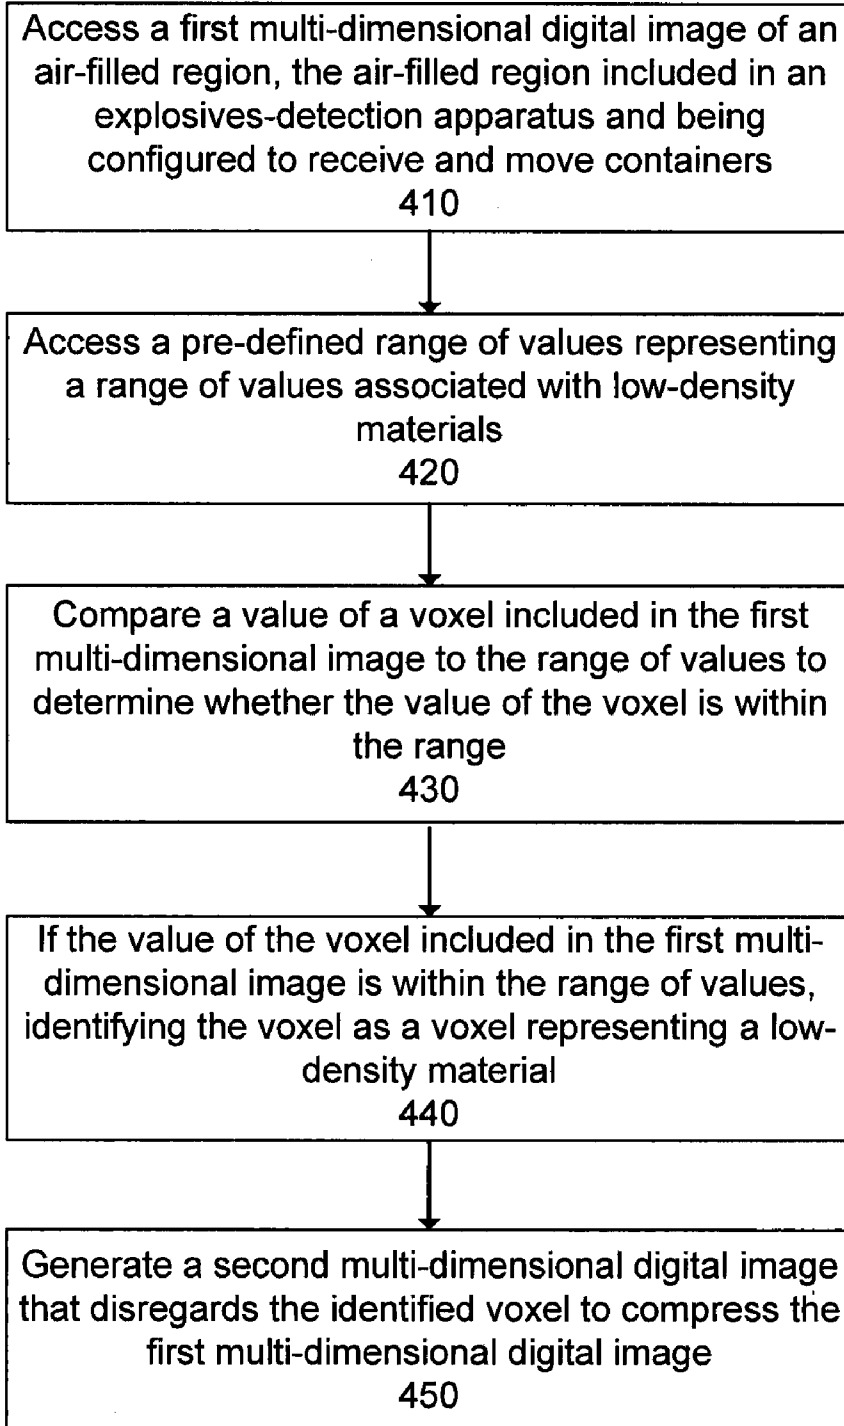 Access a first multi-dimensional digital image of an
air-filled region, the air-filled region included in an
explosives-detection apparatus and being
configured to receive and move containers
410
Access a pre-defined range of values representing
a range of values associated with low-density
materials
420
Compare a value of a voxel included in the first
multi-dimensional image to the range of values to
determine whether the value of the voxel is within
the range
430
If the value of the voxel included in the first multi-
dimensional image is within the range of values,
identifying the voxel as a voxel representing a low-
density material
440
Generate a second multi-dimensional digital image
that disregards the identified voxel to compress the
first multi-dimensional digital image
450